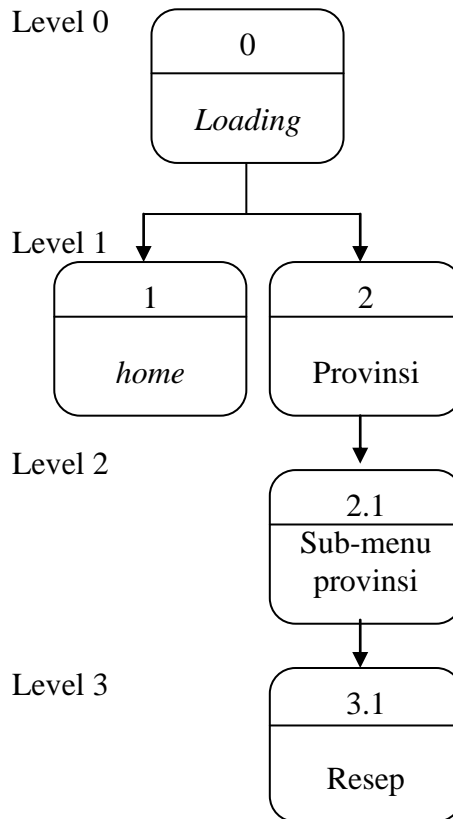 Level 0
0
Loading
Level 1
1
2
home
Provinsi
Level 2
2.1
Sub-menu
provinsi
Level 3
3.1
Resep